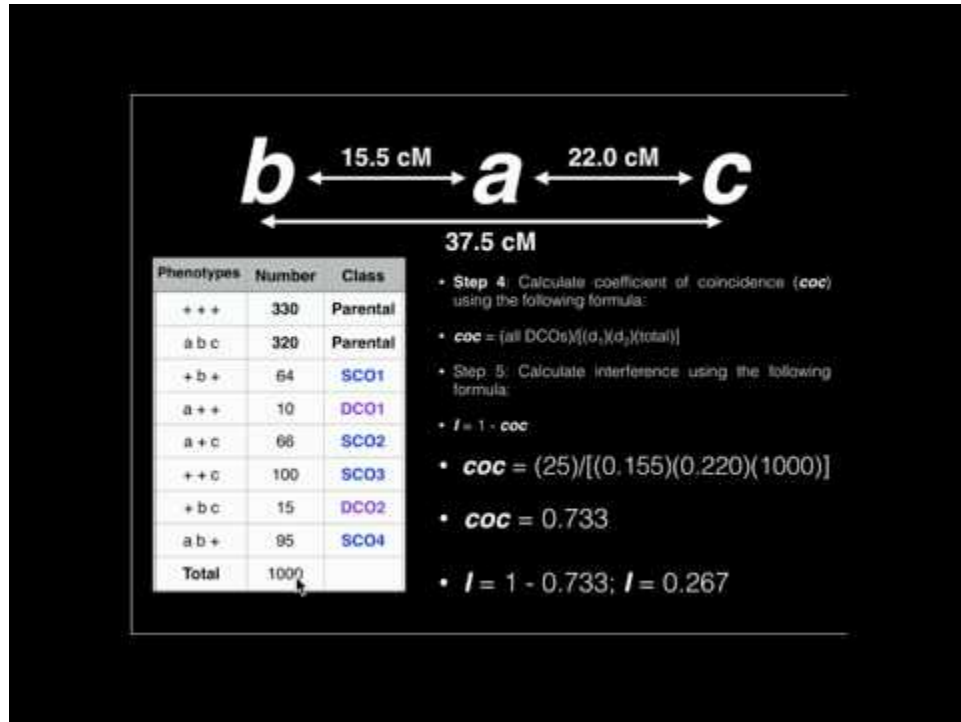 b 15.5 cM a 22.0 cM c
37.5 cM
Phenotypes Number Class
+ + + 330 Parental
a b c 320 Parental
+ b + 64 SCO1
a + + 10 DCO1
a + c 66 SCO2
+ + c 100 SCO3
+ b c 15 DCO2
a b + 95 SCO4
Total 1000
• Step 4: Calculate coefficient of coincidence (coc)
using the following formula:
• coc = (all DCOs)/[(d₁)(d₂)(total)]
• Step 5: Calculate interference using the following
formula:
• I = 1 - coc
• coc = (25)/[(0.155)(0.220)(1000)]
• coc = 0.733
• I = 1 - 0.733; I = 0.267